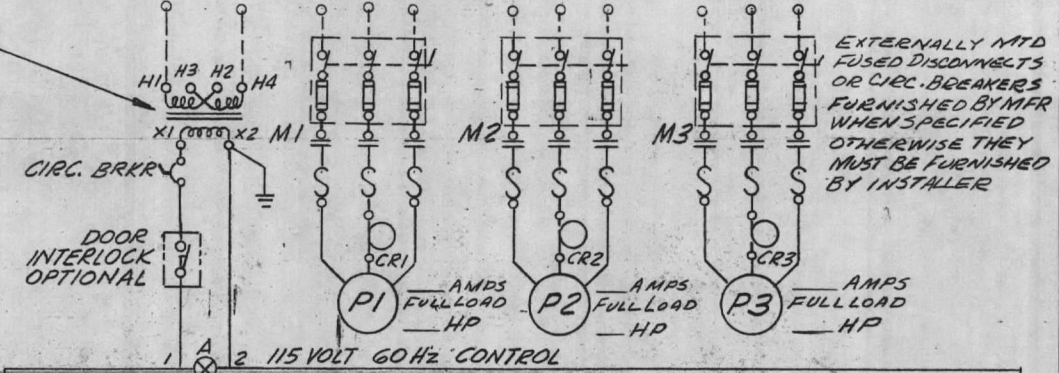 H1 H3 H2 H4
X1 X2
CIRC. BRKR
DOOR
INTERLOCK
OPTIONAL
1 A 2 115 VOLT 60 Hz CONTROL
M1
CR1
P1
AMPS
FULL LOAD
HP
M2
CR2
P2
AMPS
FULL LOAD
HP
M3
CR3
P3
AMPS
FULL LOAD
HP
EXTERNALLY MTD
FUSED DISCONNECTS
OR CIRC. BREAKERS
FURNISHED BY MFR
WHEN SPECIFIED
OTHERWISE THEY
MUST BE FURNISHED
BY INSTALLER